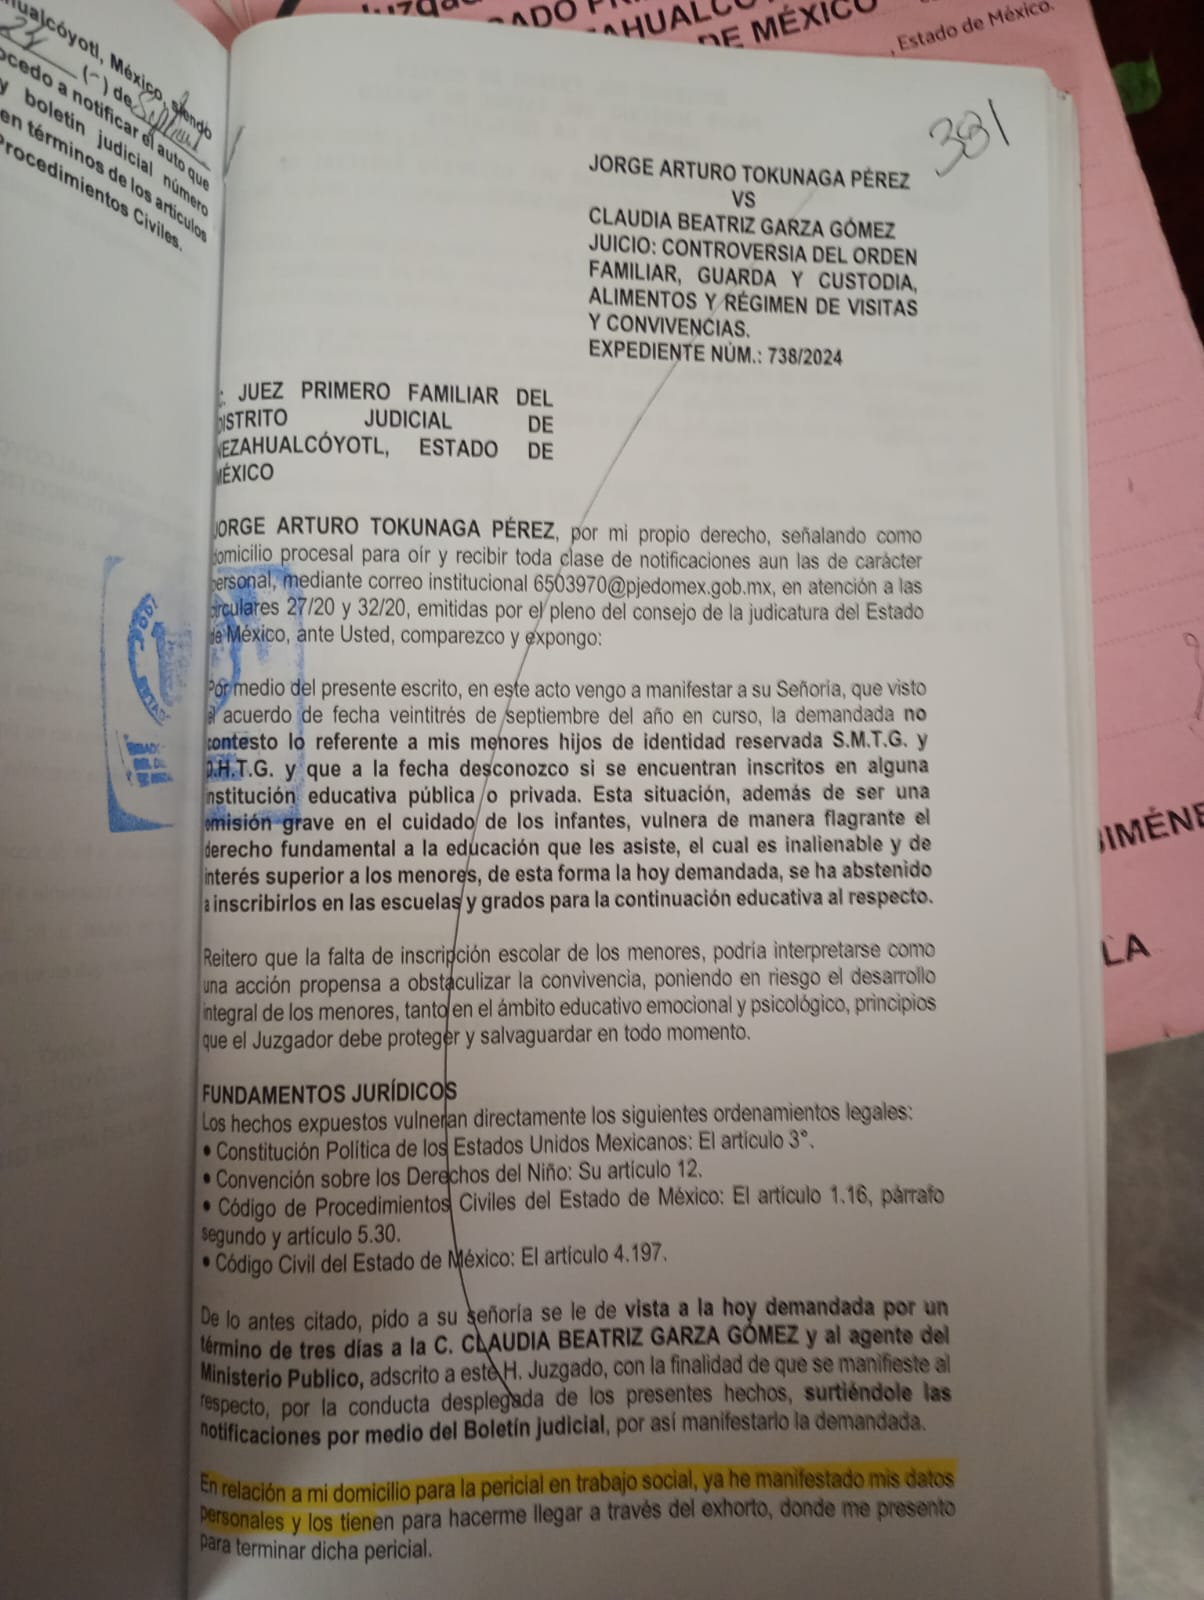 DE MÉXICO
, Estado de México.
ualcóyotl, México, siendo
(-) de
cedo a notificar el auto que
y boletín judicial número
en términos de los artículos
Procedimientos Civiles.
381
JORGE ARTURO TOKUNAGA PÉREZ
VS
CLAUDIA BEATRIZ GARZA GÓMEZ
JUICIO: CONTROVERSIA DEL ORDEN
FAMILIAR, GUARDA Y CUSTODIA,
ALIMENTOS Y RÉGIMEN DE VISITAS
Y CONVIVENCIAS.
EXPEDIENTE NÚM.: 738/2024
JUEZ PRIMERO FAMILIAR DEL
ISTRITO JUDICIAL DE
EZAHUALCÓYOTL, ESTADO DE
MÉXICO
JORGE ARTURO TOKUNAGA PÉREZ, por mi propio derecho, señalando como
domicilio procesal para oír y recibir toda clase de notificaciones aun las de carácter
personal, mediante correo institucional 6503970@pjedomex.gob.mx, en atención a las
circulares 27/20 y 32/20, emitidas por el pleno del consejo de la judicatura del Estado
de México, ante Usted, comparezco y expongo:
Por medio del presente escrito, en este acto vengo a manifestar a su Señoría, que visto
el acuerdo de fecha veintitrés de septiembre del año en curso, la demandada no
contesto lo referente a mis menores hijos de identidad reservada S.M.T.G. y
.H.T.G. y que a la fecha desconozco si se encuentran inscritos en alguna
institución educativa pública o privada. Esta situación, además de ser una
omisión grave en el cuidado de los infantes, vulnera de manera flagrante el
derecho fundamental a la educación que les asiste, el cual es inalienable y de
interés superior a los menores, de esta forma la hoy demandada, se ha abstenido
a inscribirlos en las escuelas y grados para la continuación educativa al respecto.
Reitero que la falta de inscripción escolar de los menores, podría interpretarse como
una acción propensa a obstaculizar la convivencia, poniendo en riesgo el desarrollo
integral de los menores, tanto en el ámbito educativo emocional y psicológico, principios
que el Juzgador debe proteger y salvaguardar en todo momento.
FUNDAMENTOS JURÍDICOS
Los hechos expuestos vulneran directamente los siguientes ordenamientos legales:
• Constitución Política de los Estados Unidos Mexicanos: El artículo 3°.
• Convención sobre los Derechos del Niño: Su artículo 12.
• Código de Procedimientos Civiles del Estado de México: El artículo 1.16, párrafo
segundo y artículo 5.30.
• Código Civil del Estado de México: El artículo 4.197.
De lo antes citado, pido a su señoría se le de vista a la hoy demandada por un
término de tres días a la C. CLAUDIA BEATRIZ GARZA GÓMEZ y al agente del
Ministerio Publico, adscrito a este H. Juzgado, con la finalidad de que se manifieste al
respecto, por la conducta desplegada de los presentes hechos, surtiéndole las
notificaciones por medio del Boletín judicial, por así manifestarlo la demandada.
En relación a mi domicilio para la pericial en trabajo social, ya he manifestado mis datos
personales y los tienen para hacerme llegar a través del exhorto, donde me presento
para terminar dicha pericial.
IMÉNE
LA